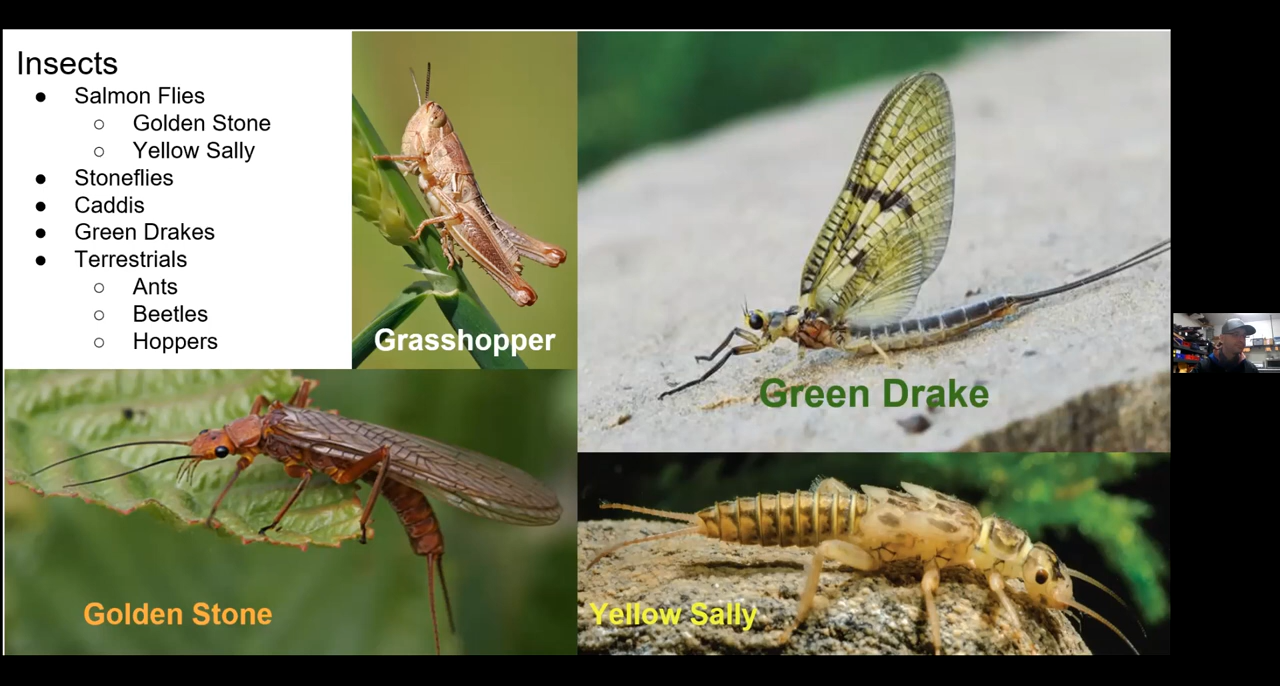 Insects
● Salmon Flies
○ Golden Stone
○ Yellow Sally
● Stoneflies
● Caddis
● Green Drakes
● Terrestrials
○ Ants
○ Beetles
○ Hoppers
Grasshopper
Green Drake
Golden Stone
Yellow Sally